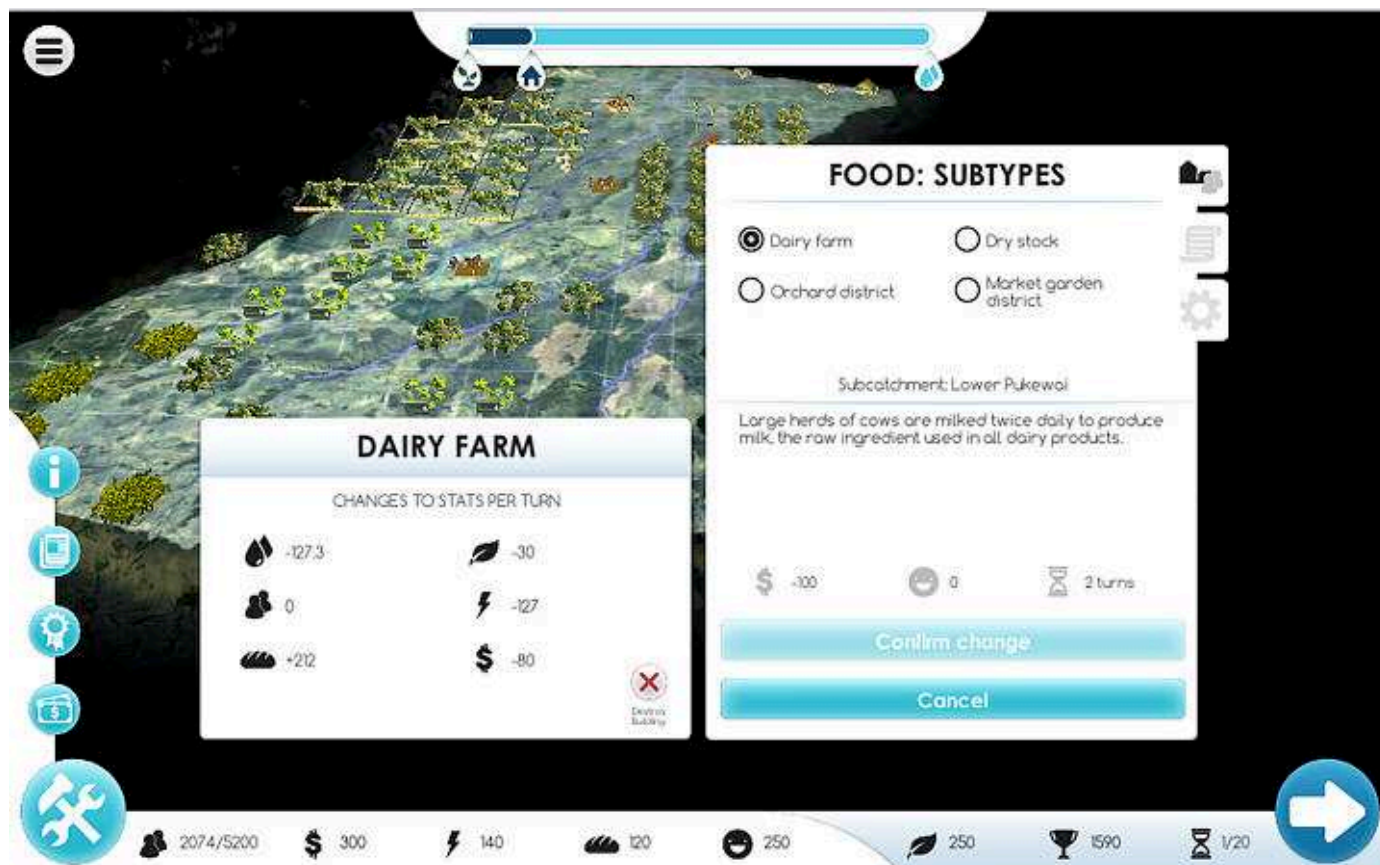 FOOD: SUBTYPES
Dairy farm
Dry stock
Orchard district
Market garden
district
Subcatchment: Lower Pukewai
Large herds of cows are milked twice daily to produce
milk, the raw ingredient used in all dairy products.
$ -100
0
2 turns
Confirm change
Cancel
DAIRY FARM
CHANGES TO STATS PER TURN
-127.3
-30
0
-127
+212
$ -80
Destroy
Building
2074/5200
$ 300
140
120
250
250
1590
1/20